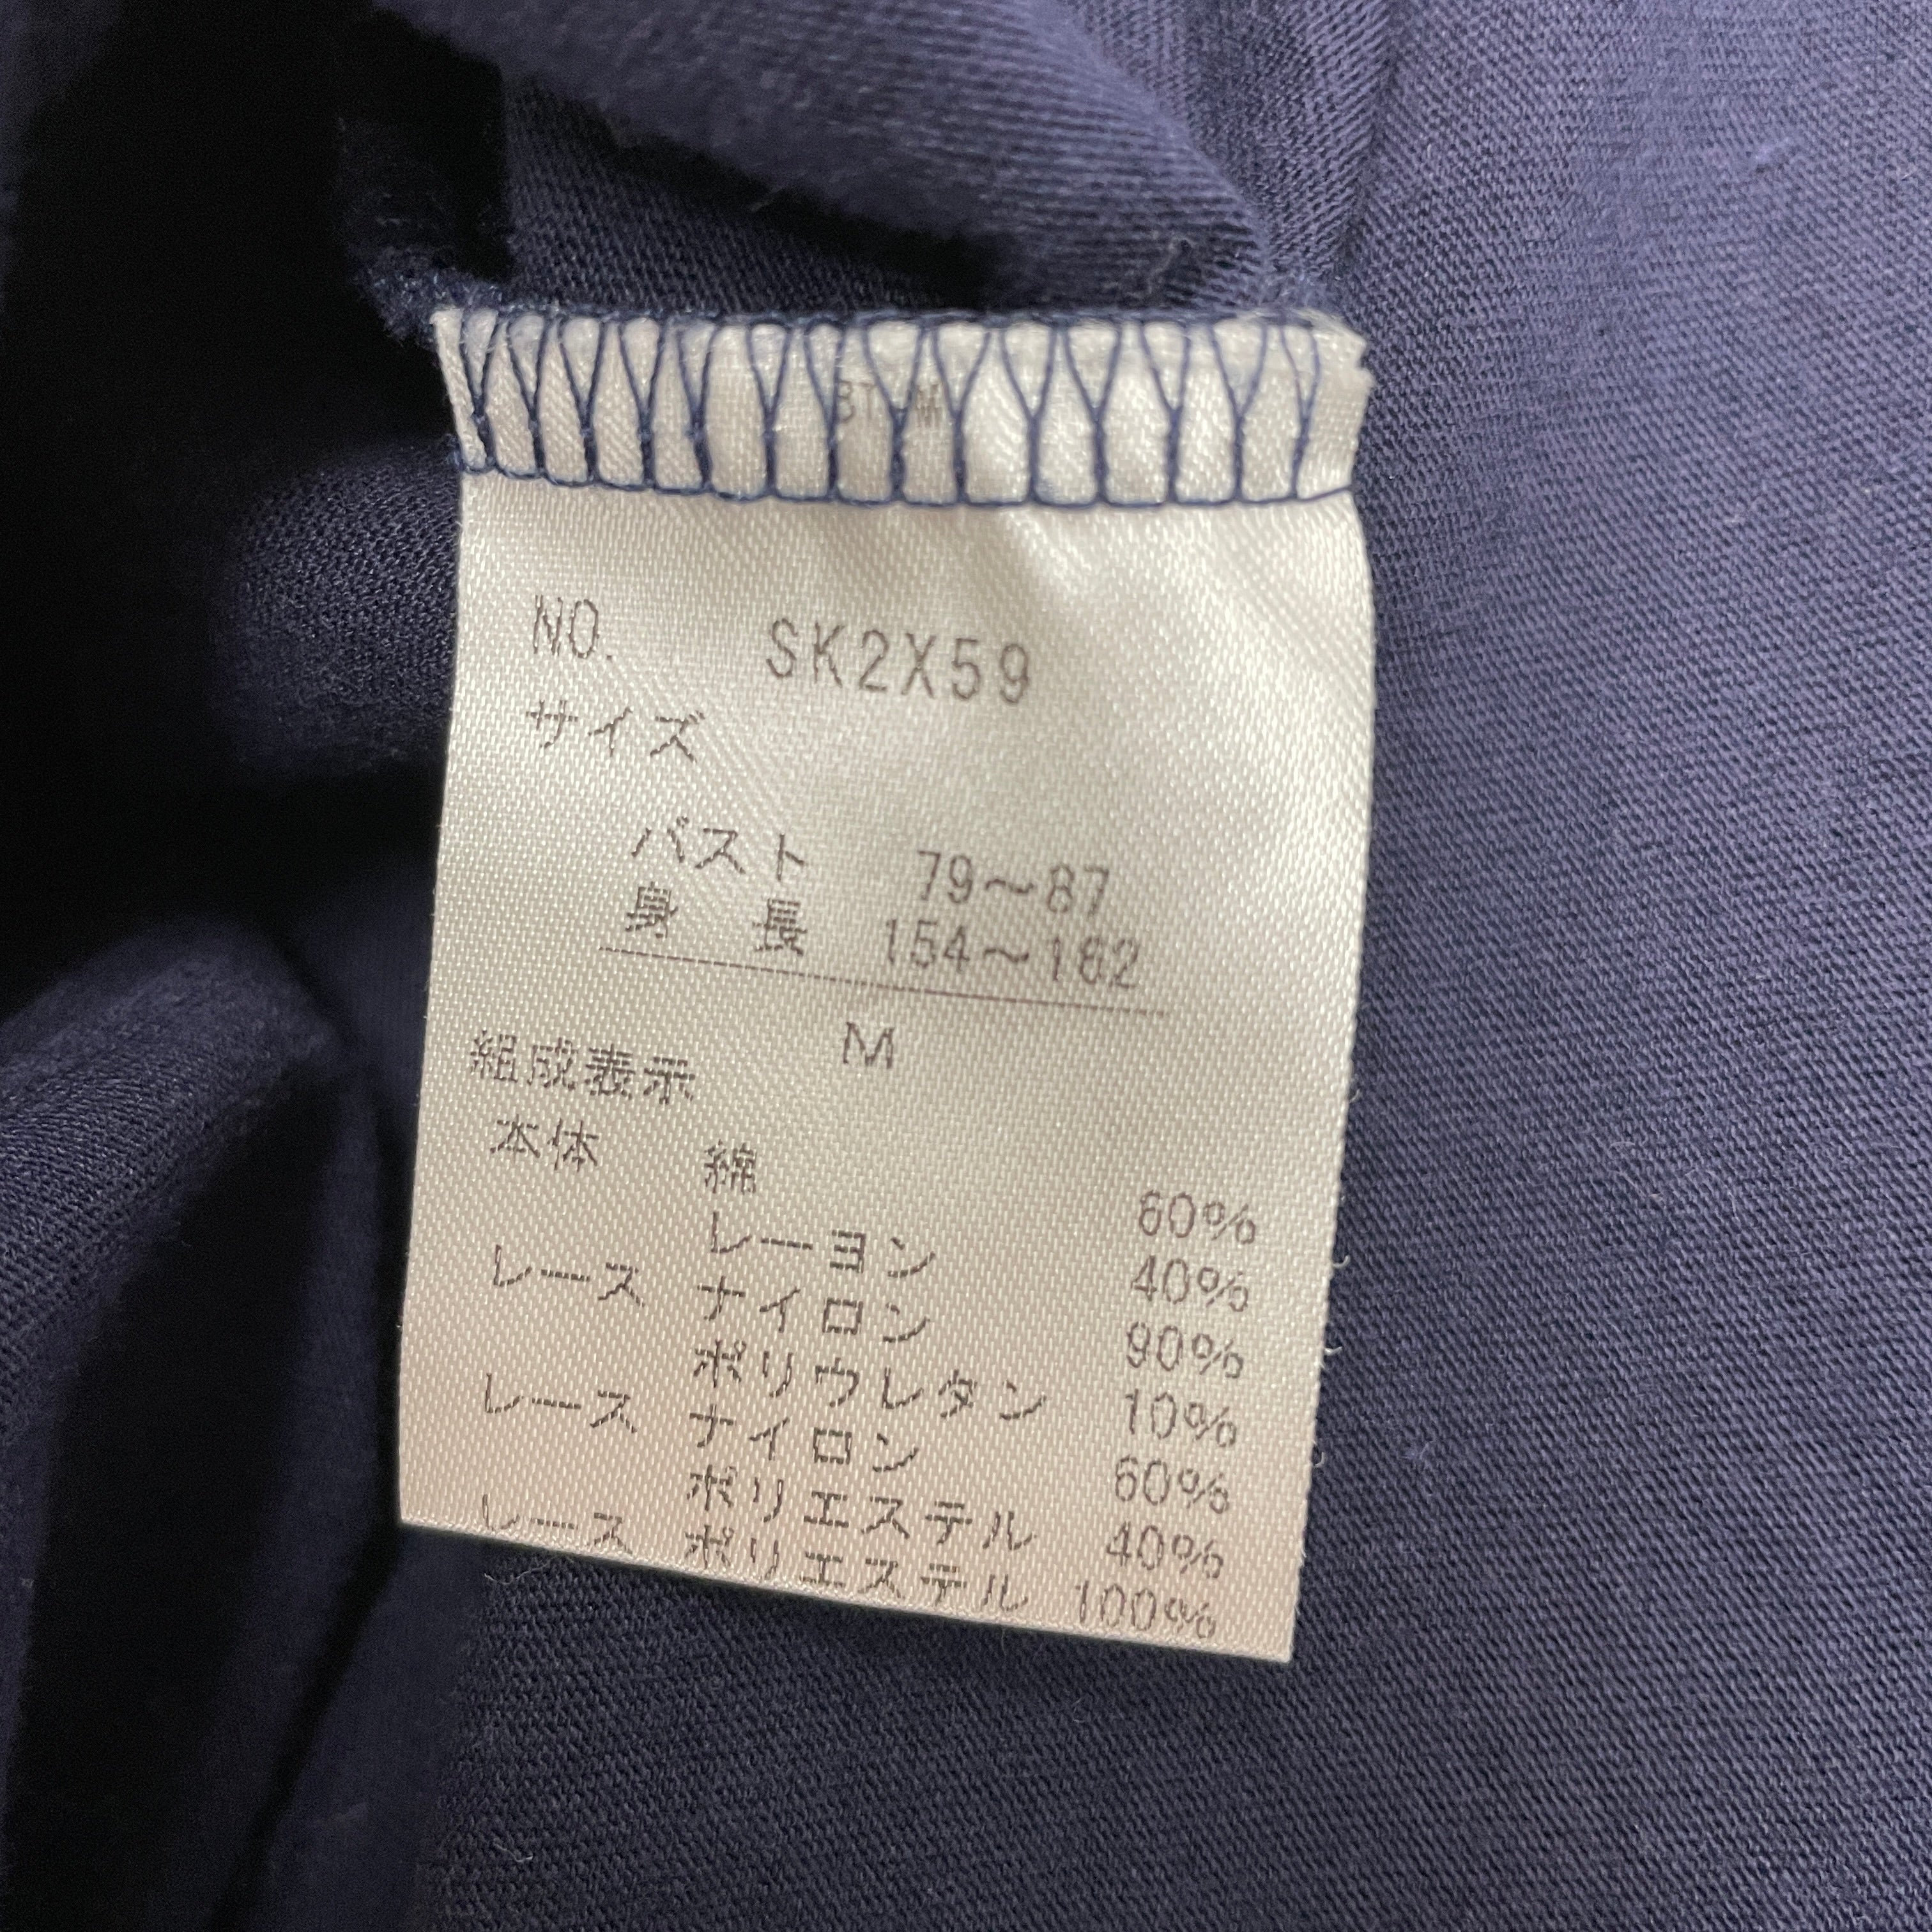 NO. SK2X59
サイズ
バスト 79～87
身長 154～162
M
組成表示
本体 綿 60%
レーヨン 40%
レース ナイロン 90%
ポリウレタン 10%
レース ナイロン 60%
ポリエステル 40%
レース ポリエステル 100%